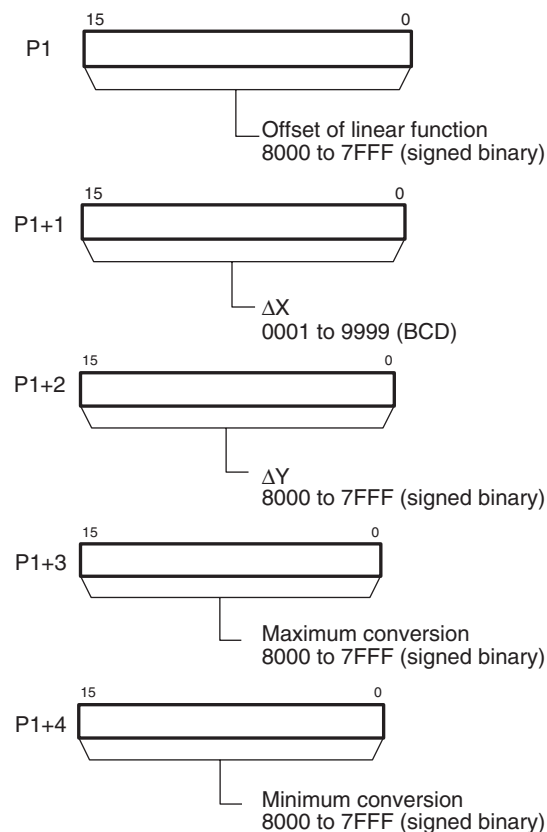 15 0
P1
Offset of linear function
8000 to 7FFF (signed binary)
15 0
P1+1
ΔX
0001 to 9999 (BCD)
15 0
P1+2
ΔY
8000 to 7FFF (signed binary)
15 0
P1+3
Maximum conversion
8000 to 7FFF (signed binary)
15 0
P1+4
Minimum conversion
8000 to 7FFF (signed binary)